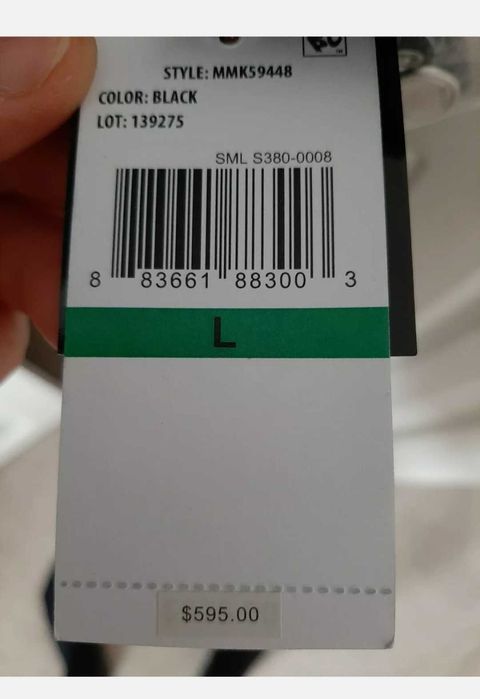 STYLE: MMK59448
COLOR: BLACK
LOT: 139275
SML S380-0008
8 83661 88300 3
L
$595.00